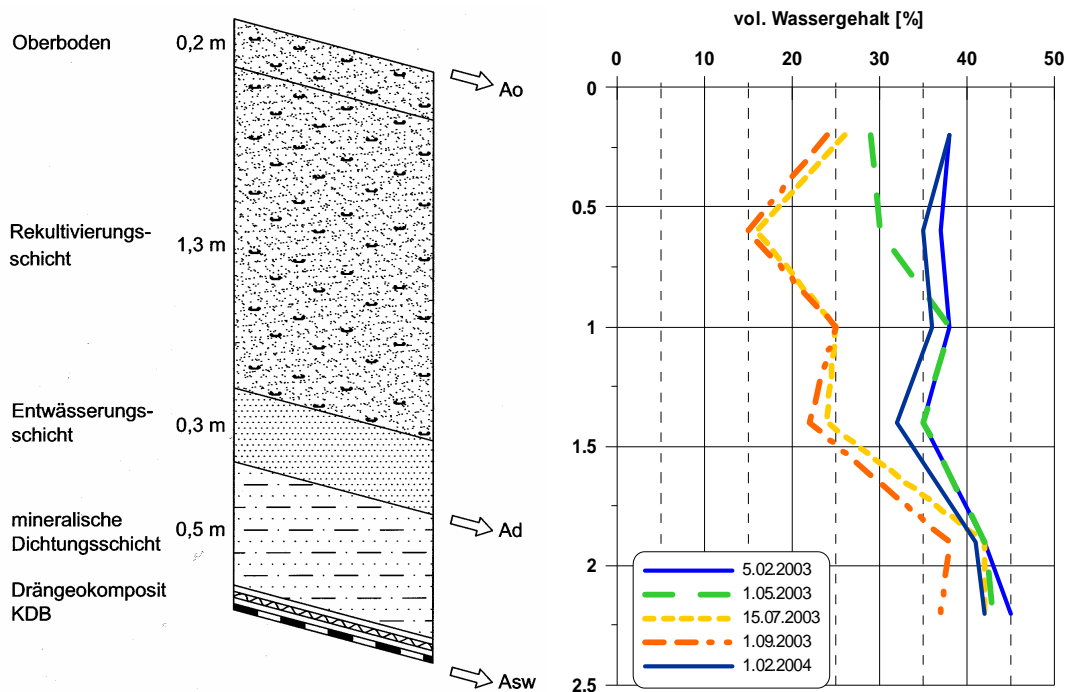 Oberboden
0,2 m
Ao
Rekultivierungs-
schicht
1,3 m
Entwässerungs-
schicht
0,3 m
mineralische
Dichtungsschicht
0,5 m
Ad
Drängeokomposit
KDB
Asw
vol. Wassergehalt [%]
0 10 20 30 40 50
0
0.5
1
1.5
2
2.5
5.02.2003
1.05.2003
15.07.2003
1.09.2003
1.02.2004